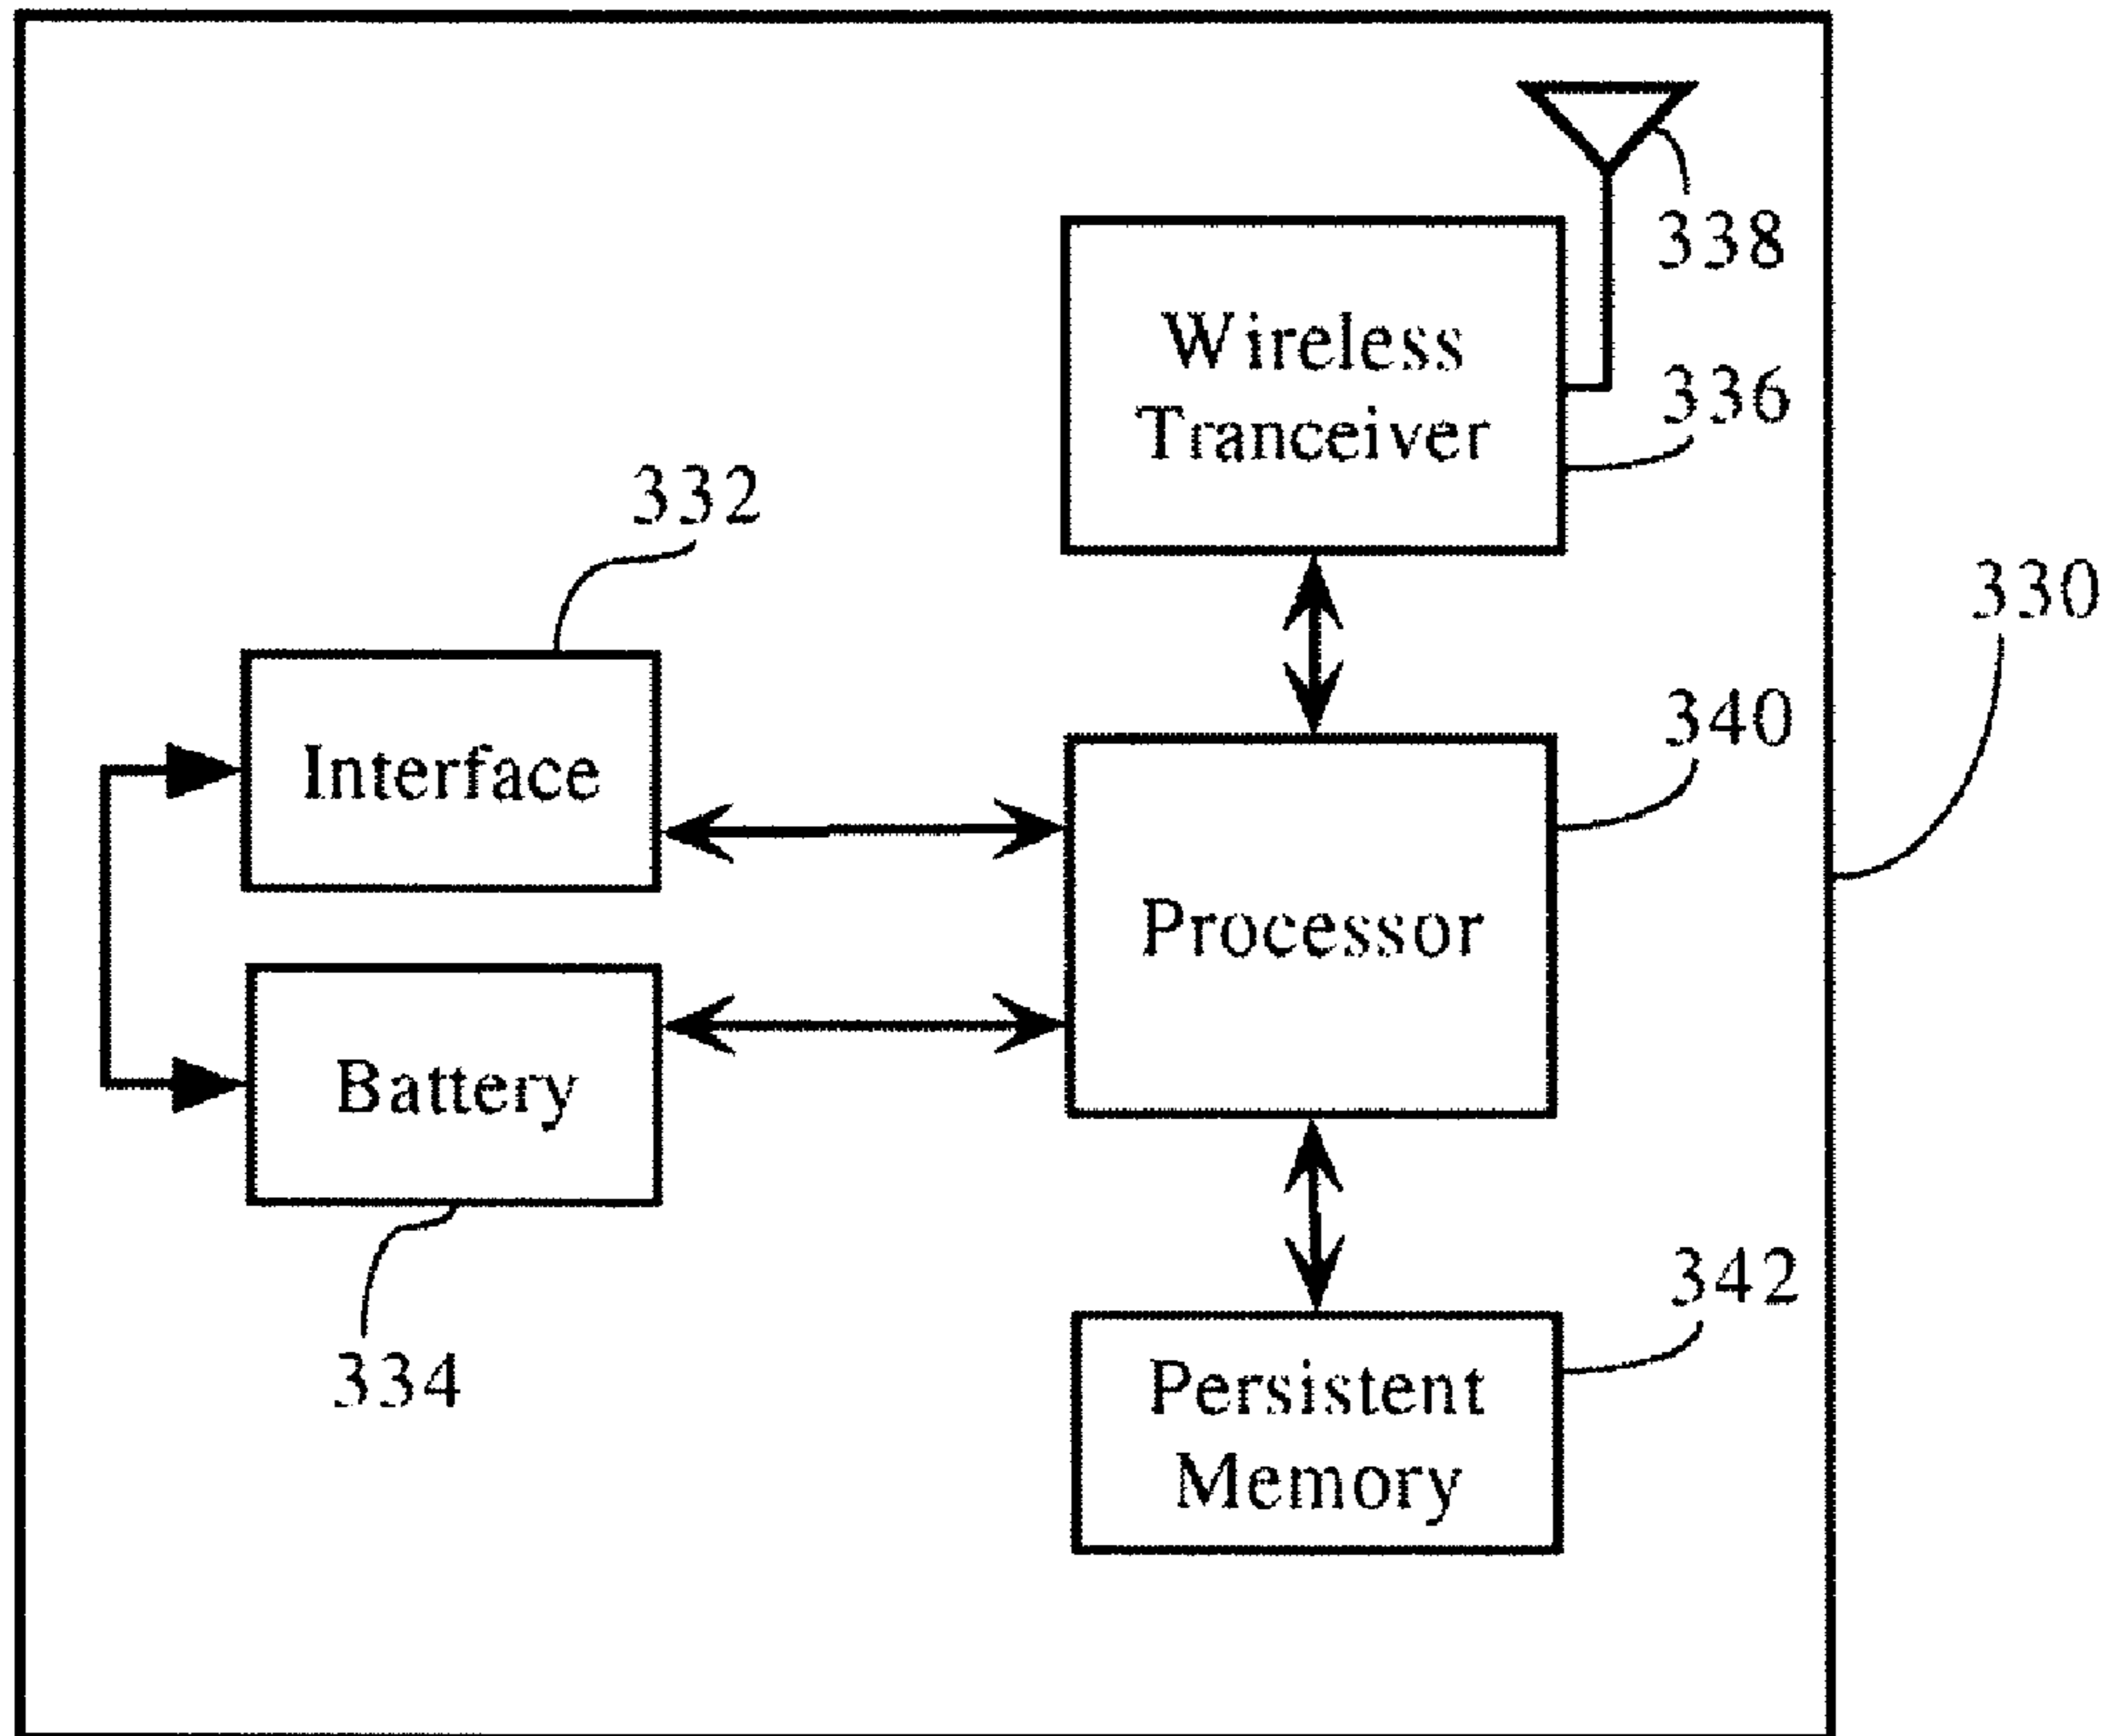 338
Wireless
Tranceiver
336
332
330
Interface
340
Processor
Battery
334
342
Persistent
Memory